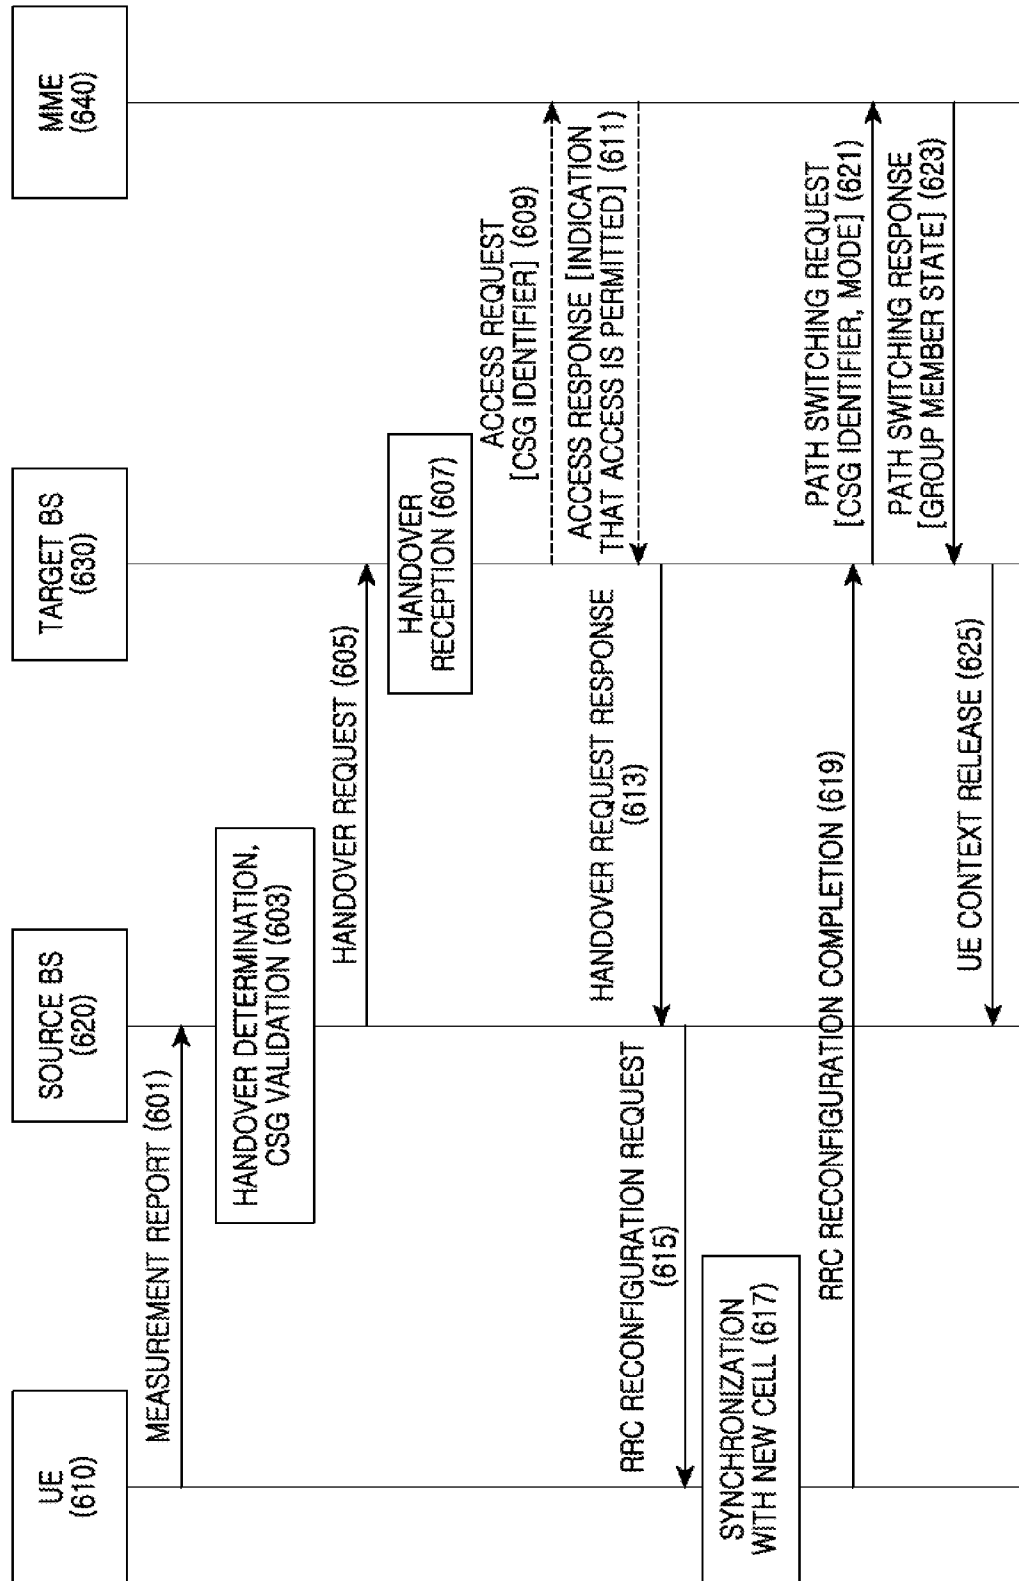 UE
(610)
SOURCE BS
(620)
TARGET BS
(630)
MME
(640)
MEASUREMENT REPORT (601)
HANDOVER DETERMINATION,
CSG VALIDATION (603)
HANDOVER REQUEST (605)
HANDOVER
RECEPTION (607)
ACCESS REQUEST
[CSG IDENTIFIER] (609)
ACCESS RESPONSE [INDICATION
THAT ACCESS IS PERMITTED] (611)
HANDOVER REQUEST RESPONSE
(613)
RRC RECONFIGURATION REQUEST
(615)
SYNCHRONIZATION
WITH NEW CELL (617)
RRC RECONFIGURATION COMPLETION (619)
PATH SWITCHING REQUEST
[CSG IDENTIFIER, MODE] (621)
PATH SWITCHING RESPONSE
[GROUP MEMBER STATE] (623)
UE CONTEXT RELEASE (625)